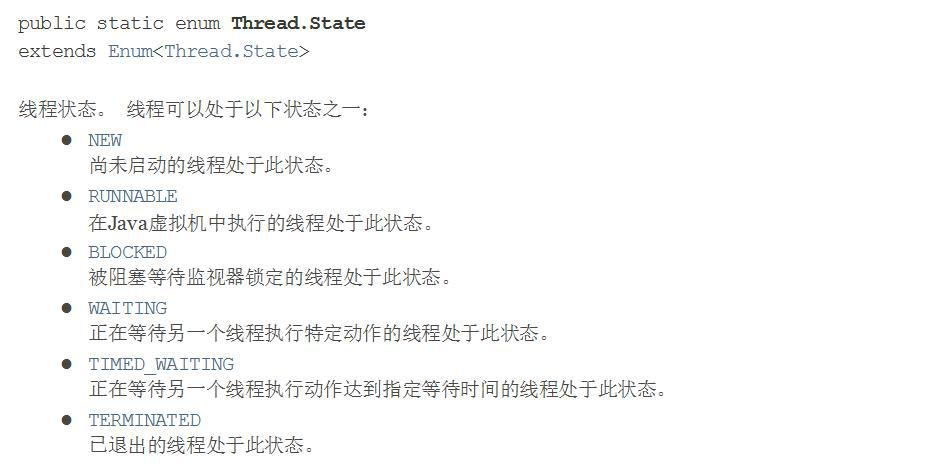 public static enum Thread.State
extends Enum<Thread.State>
线程状态。 线程可以处于以下状态之一：
● NEW
尚未启动的线程处于此状态。
● RUNNABLE
在Java虚拟机中执行的线程处于此状态。
● BLOCKED
被阻塞等待监视器锁定的线程处于此状态。
● WAITING
正在等待另一个线程执行特定动作的线程处于此状态。
● TIMED_WAITING
正在等待另一个线程执行动作达到指定等待时间的线程处于此状态。
● TERMINATED
已退出的线程处于此状态。